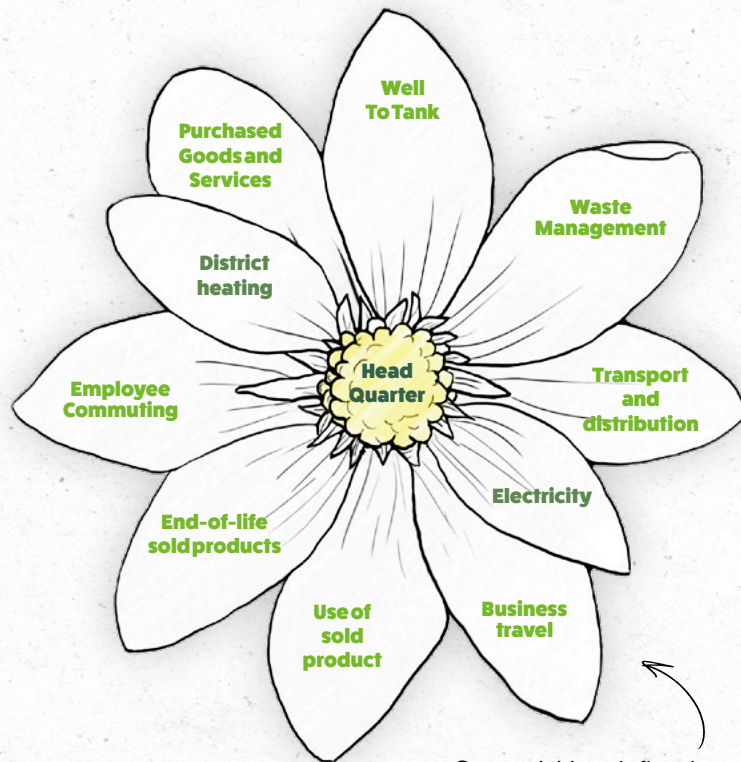 Well
To Tank
Purchased
Goods and
Services
Waste
Management
District
heating
Head
Quarter
Employee
Commuting
Transport
and
distribution
Electricity
End-of-life
sold products
Use of
sold
product
Business
travel